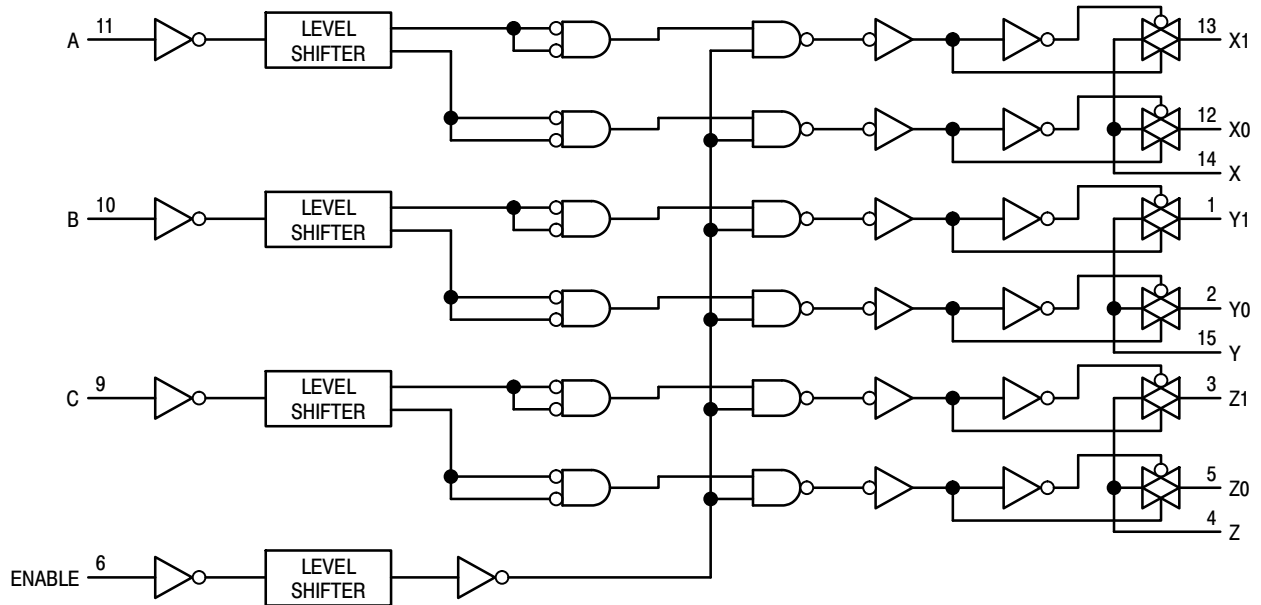 A 11 LEVEL SHIFTER 13 X1
12 X0
14 X
B 10 LEVEL SHIFTER 1 Y1
2 Y0
15 Y
C 9 LEVEL SHIFTER 3 Z1
5 Z0
4 Z
ENABLE 6 LEVEL SHIFTER